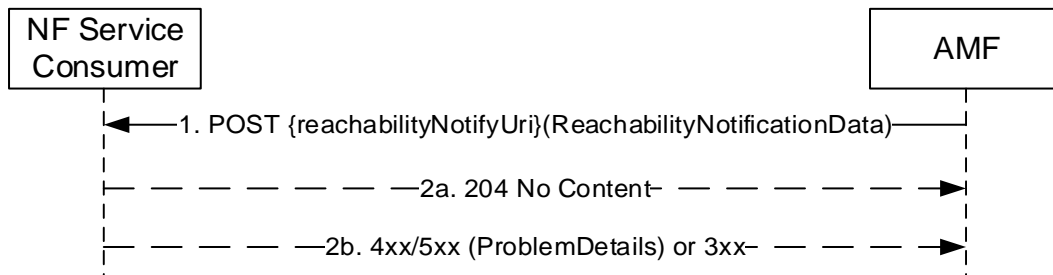 NF Service
Consumer
AMF
1. POST {reachabilityNotifyUri}(ReachabilityNotificationData)
2a. 204 No Content
2b. 4xx/5xx (ProblemDetails) or 3xx